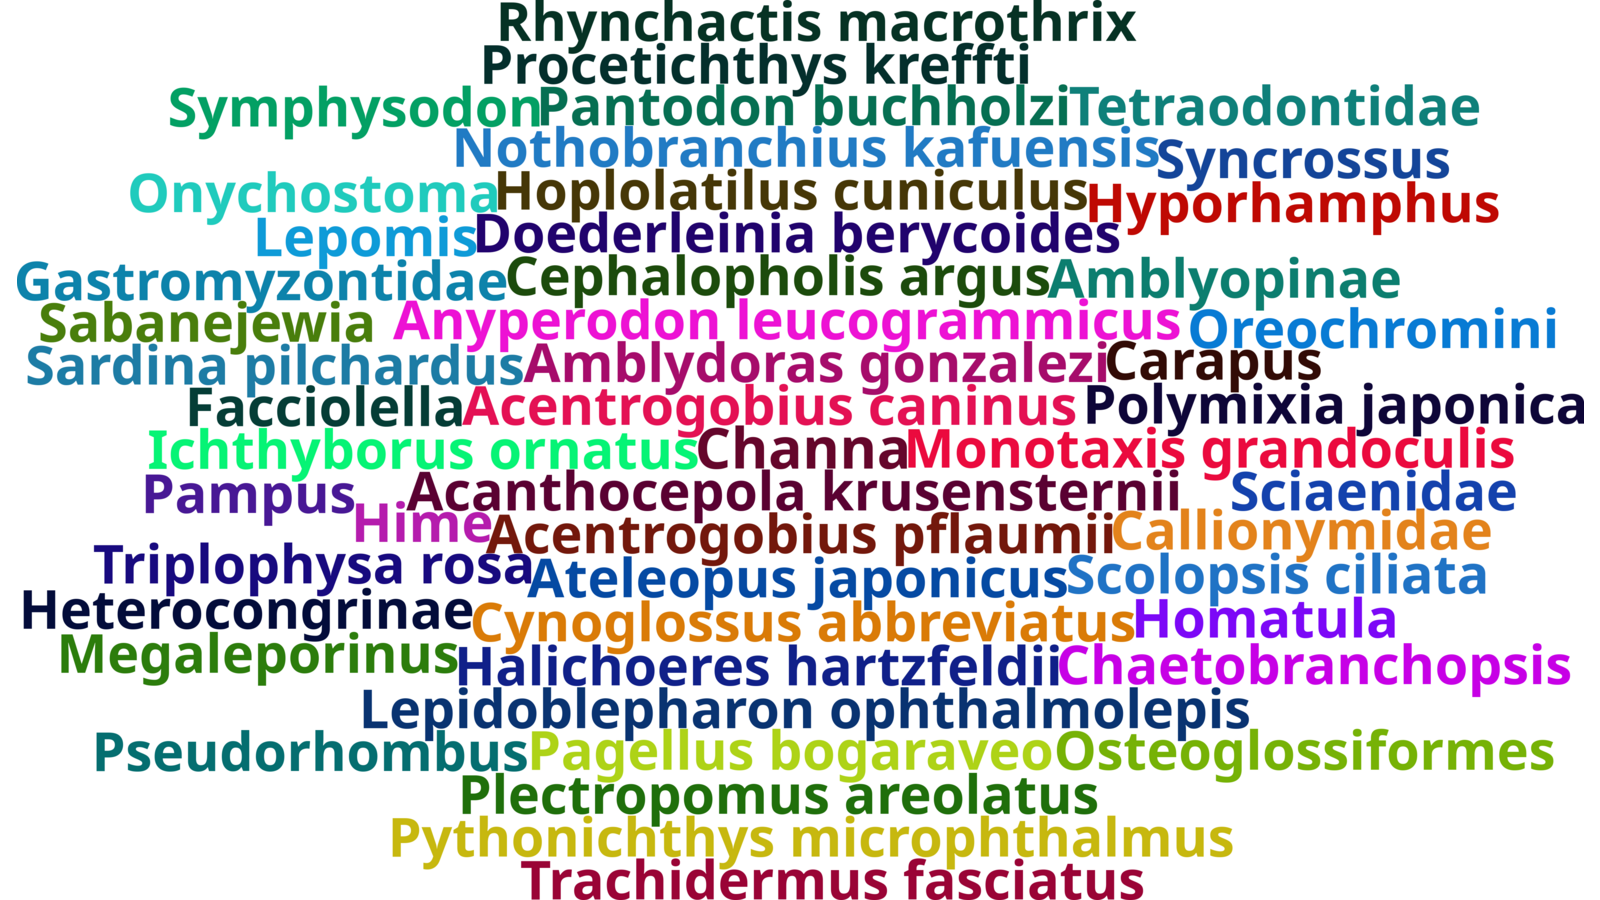 Rhynchactis macrothrix
Procetichthys kreffti
Symphysodon Pantodon buchholzi Tetraodontidae
Nothobranchius kafuensis Syncrossus
Onychostoma Hoplolatilus cuniculus Hyporhamphus
Lepomis Doederleinia berycoides
Gastromyzontidae Cephalopholis argus Amblyopinae
Sabanejewia Anyperodon leucogrammicus Oreochromini
Sardina pilchardus Amblydoras gonzalezi Carapus
Facciolella Acentrogobius caninus Polymixia japonica
Ichthyborus ornatus Channa Monotaxis grandoculis
Pampus Acanthocepola krusensternii Sciaenidae
Hime Acentrogobius pflaumii Callionymidae
Triplophysa rosa Ateleopus japonicus Scolopsis ciliata
Heterocongrinae Cynoglossus abbreviatus Homatula
Megaleporinus Halichoeres hartzfeldii Chaetobranchopsis
Lepidoblepharon ophthalmolepis
Pseudorhombus Pagellus bogaraveo Osteoglossiformes
Plectropomus areolatus
Pythonichthys microphthalmus
Trachidermus fasciatus